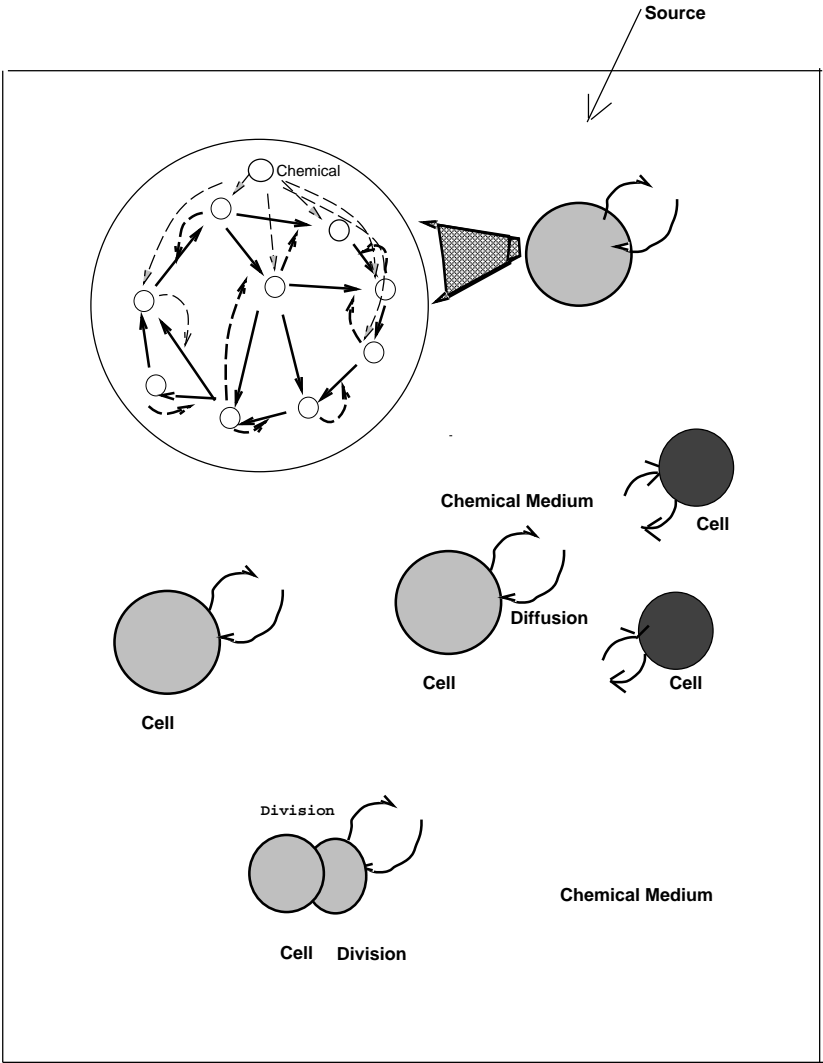 Source
Chemical
Chemical Medium
Cell
Diffusion
Cell
Cell
Cell
Division
Chemical Medium
Cell Division